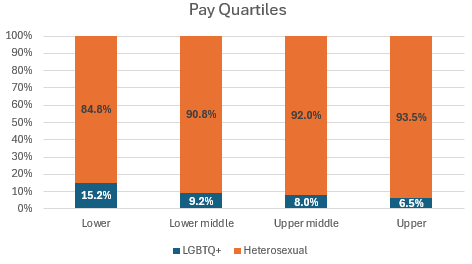 Pay Quartiles
100%
90%
80%
70%
60%
50%
40%
30%
20%
10%
0%
84.8% 90.8% 92.0% 93.5%
15.2% 9.2% 8.0% 6.5%
Lower Lower middle Upper middle Upper
LGBTQ+ Heterosexual